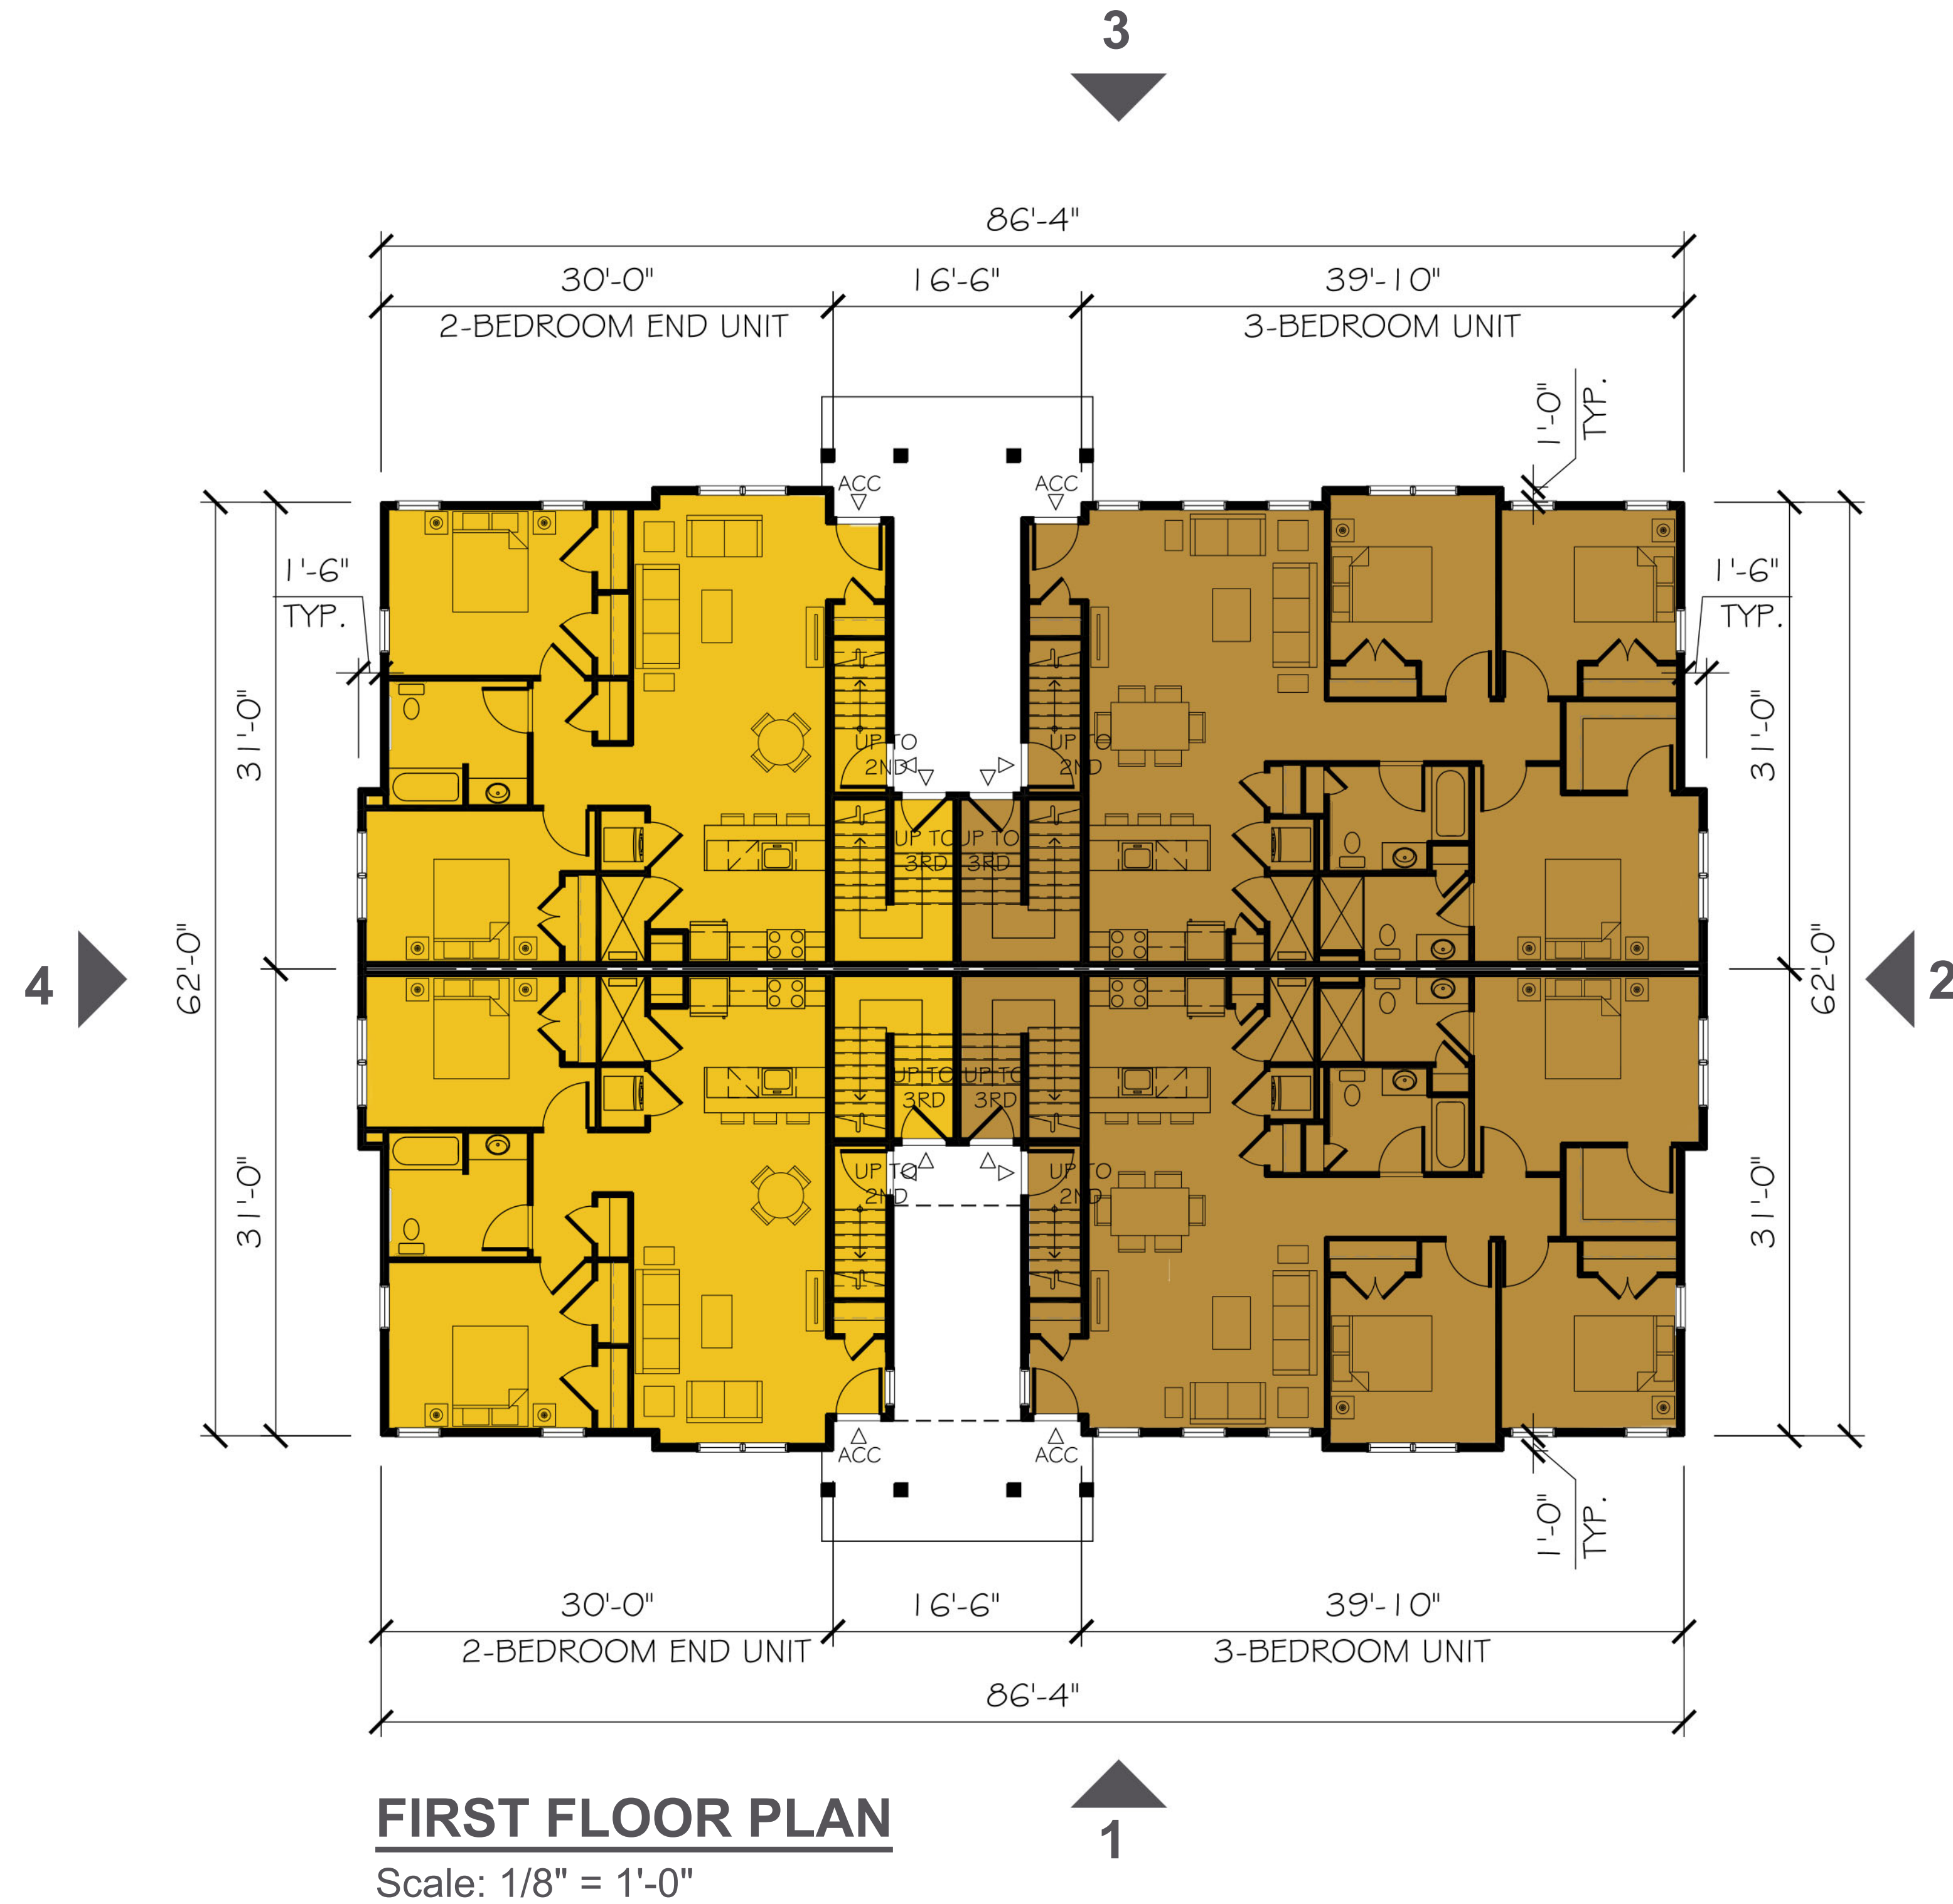 3
86'-4"
30'-0"
16'-6"
39'-10"
2-BEDROOM END UNIT
3-BEDROOM UNIT
1'-0"
TYP.
ACC
ACC
1'-6"
TYP.
1'-6"
TYP.
31'-0"
31'-0"
UP TO
2ND
UP TO
2ND
UP TO
3RD
UP TO
3RD
4
62'-0"
62'-0"
2
UP TO
3RD
UP TO
3RD
UP TO
2ND
UP TO
2ND
31'-0"
31'-0"
ACC
ACC
1'-0"
TYP.
30'-0"
16'-6"
39'-10"
2-BEDROOM END UNIT
3-BEDROOM UNIT
86'-4"
1
FIRST FLOOR PLAN
Scale: 1/8" = 1'-0"